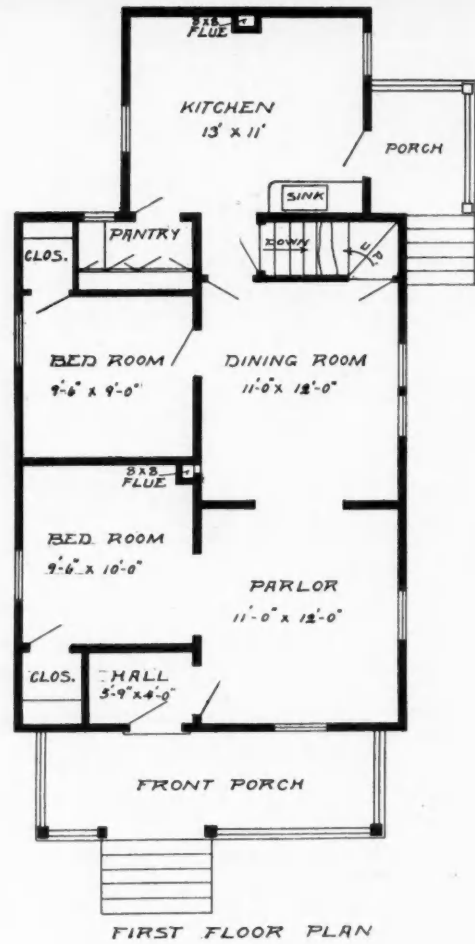 8X8
FLUE
KITCHEN
13' X 11'
PORCH
SINK
PANTRY
CLOS.
DOWN
UP.
BED ROOM
9'-6" X 9'-0"
DINING ROOM
11'-0" X 12'-0"
8X8
FLUE
BED ROOM
9'-6" X 10'-0"
PARLOR
11'-0" X 12'-0"
CLOS.
HALL
5'-9" X 4'-0"
FRONT PORCH
FIRST FLOOR PLAN